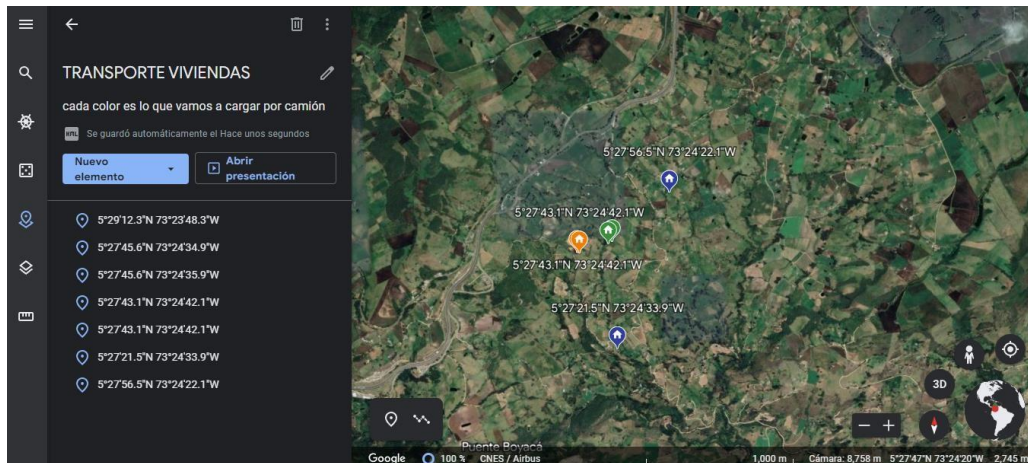 TRANSPORTE VIVIENDAS
cada color es lo que vamos a cargar por camión
KML Se guardó automáticamente el Hace unos segundos
Nuevo
elemento
Abrir
presentación
5°29'12.3"N 73°23'48.3"W
5°27'45.6"N 73°24'34.9"W
5°27'45.6"N 73°24'35.9"W
5°27'43.1"N 73°24'42.1"W
5°27'43.1"N 73°24'42.1"W
5°27'21.5"N 73°24'33.9"W
5°27'56.5"N 73°24'22.1"W
5°27'56.5"N 73°24'22.1"W
5°27'43.1"N 73°24'42.1"W
5°27'43.1"N 73°24'42.1"W
5°27'21.5"N 73°24'33.9"W
3D
Puente Boyacá
Google 100 % CNES / Airbus 1,000 m Cámara: 8,758 m 5°27'47"N 73°24'20"W 2,745 m